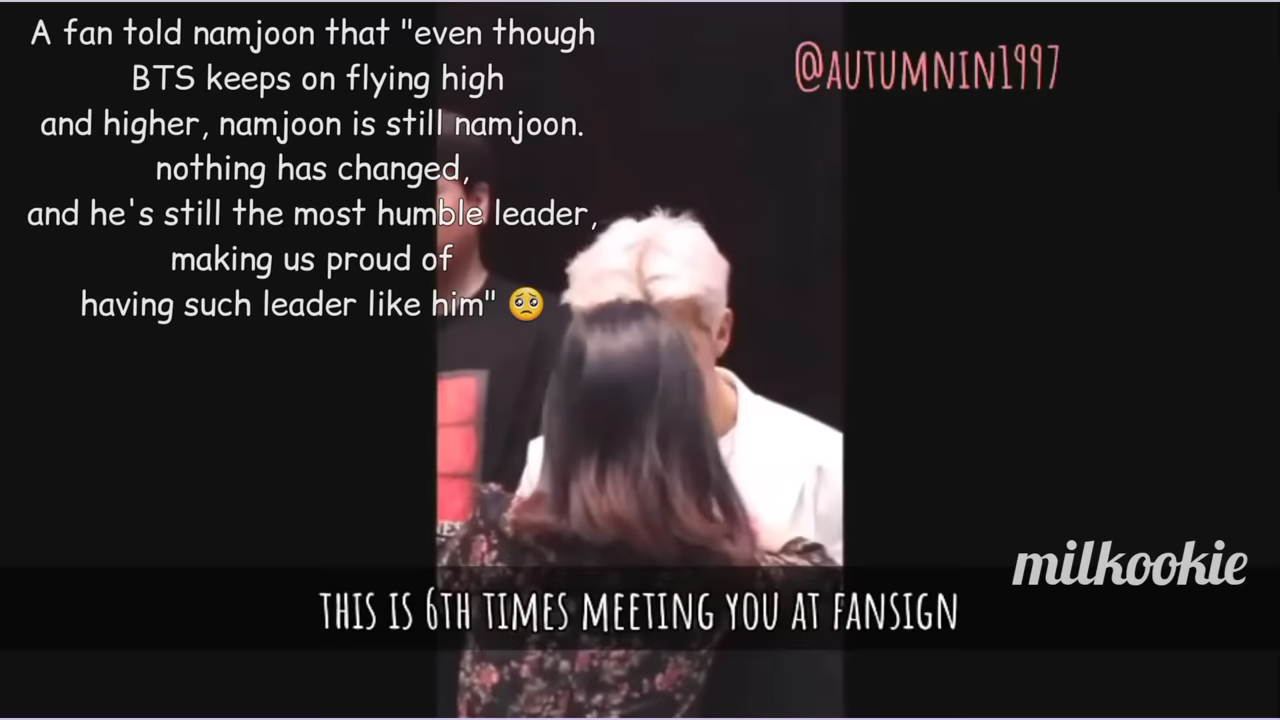 A fan told namjoon that "even though
BTS keeps on flying high
and higher, namjoon is still namjoon.
nothing has changed,
and he's still the most humble leader,
making us proud of
having such leader like him" 🥺
@AUTUMNIN1997
NES
milkookie
THIS IS 6TH TIMES MEETING YOU AT FANSIGN